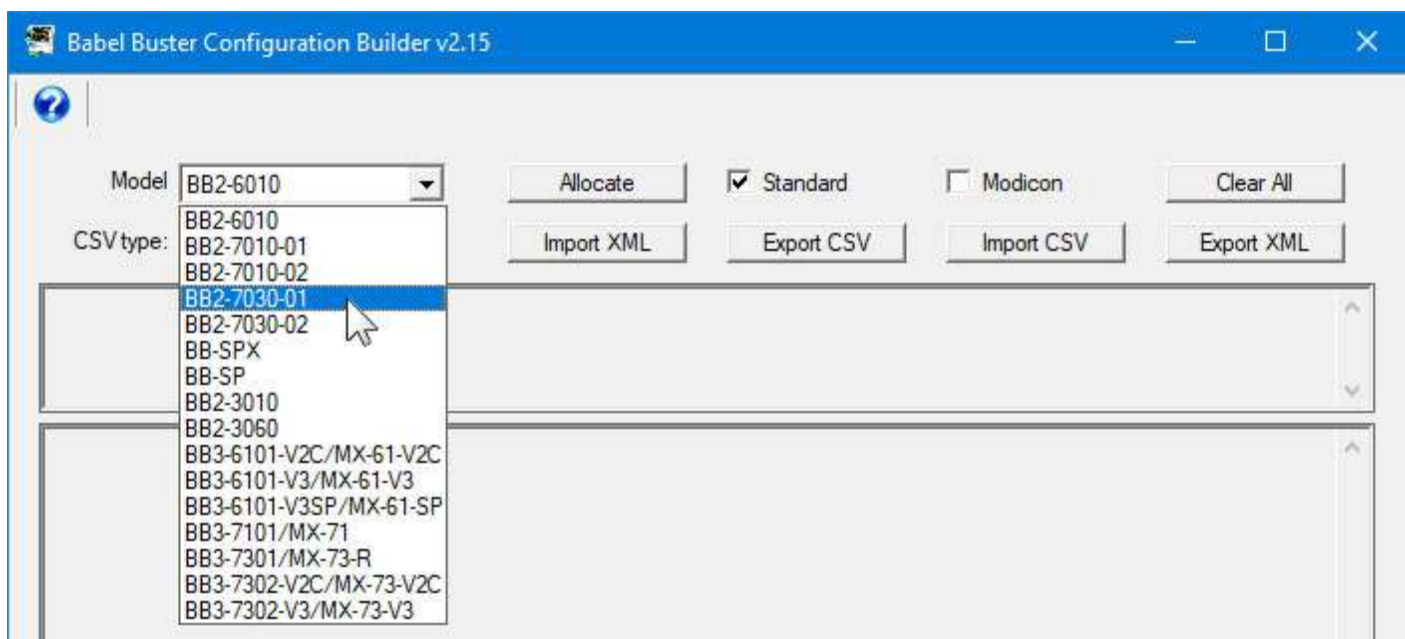 Babel Buster Configuration Builder v2.15
Model BB2-6010 Allocate Standard Modicon Clear All
CSV type: Import XML Export CSV Import CSV Export XML
BB2-6010
BB2-7010-01
BB2-7010-02
BB2-7030-01
BB2-7030-02
BB-SPX
BB-SP
BB2-3010
BB2-3060
BB3-6101-V2C/MX-61-V2C
BB3-6101-V3/MX-61-V3
BB3-6101-V3SP/MX-61-SP
BB3-7101/MX-71
BB3-7301/MX-73-R
BB3-7302-V2C/MX-73-V2C
BB3-7302-V3/MX-73-V3